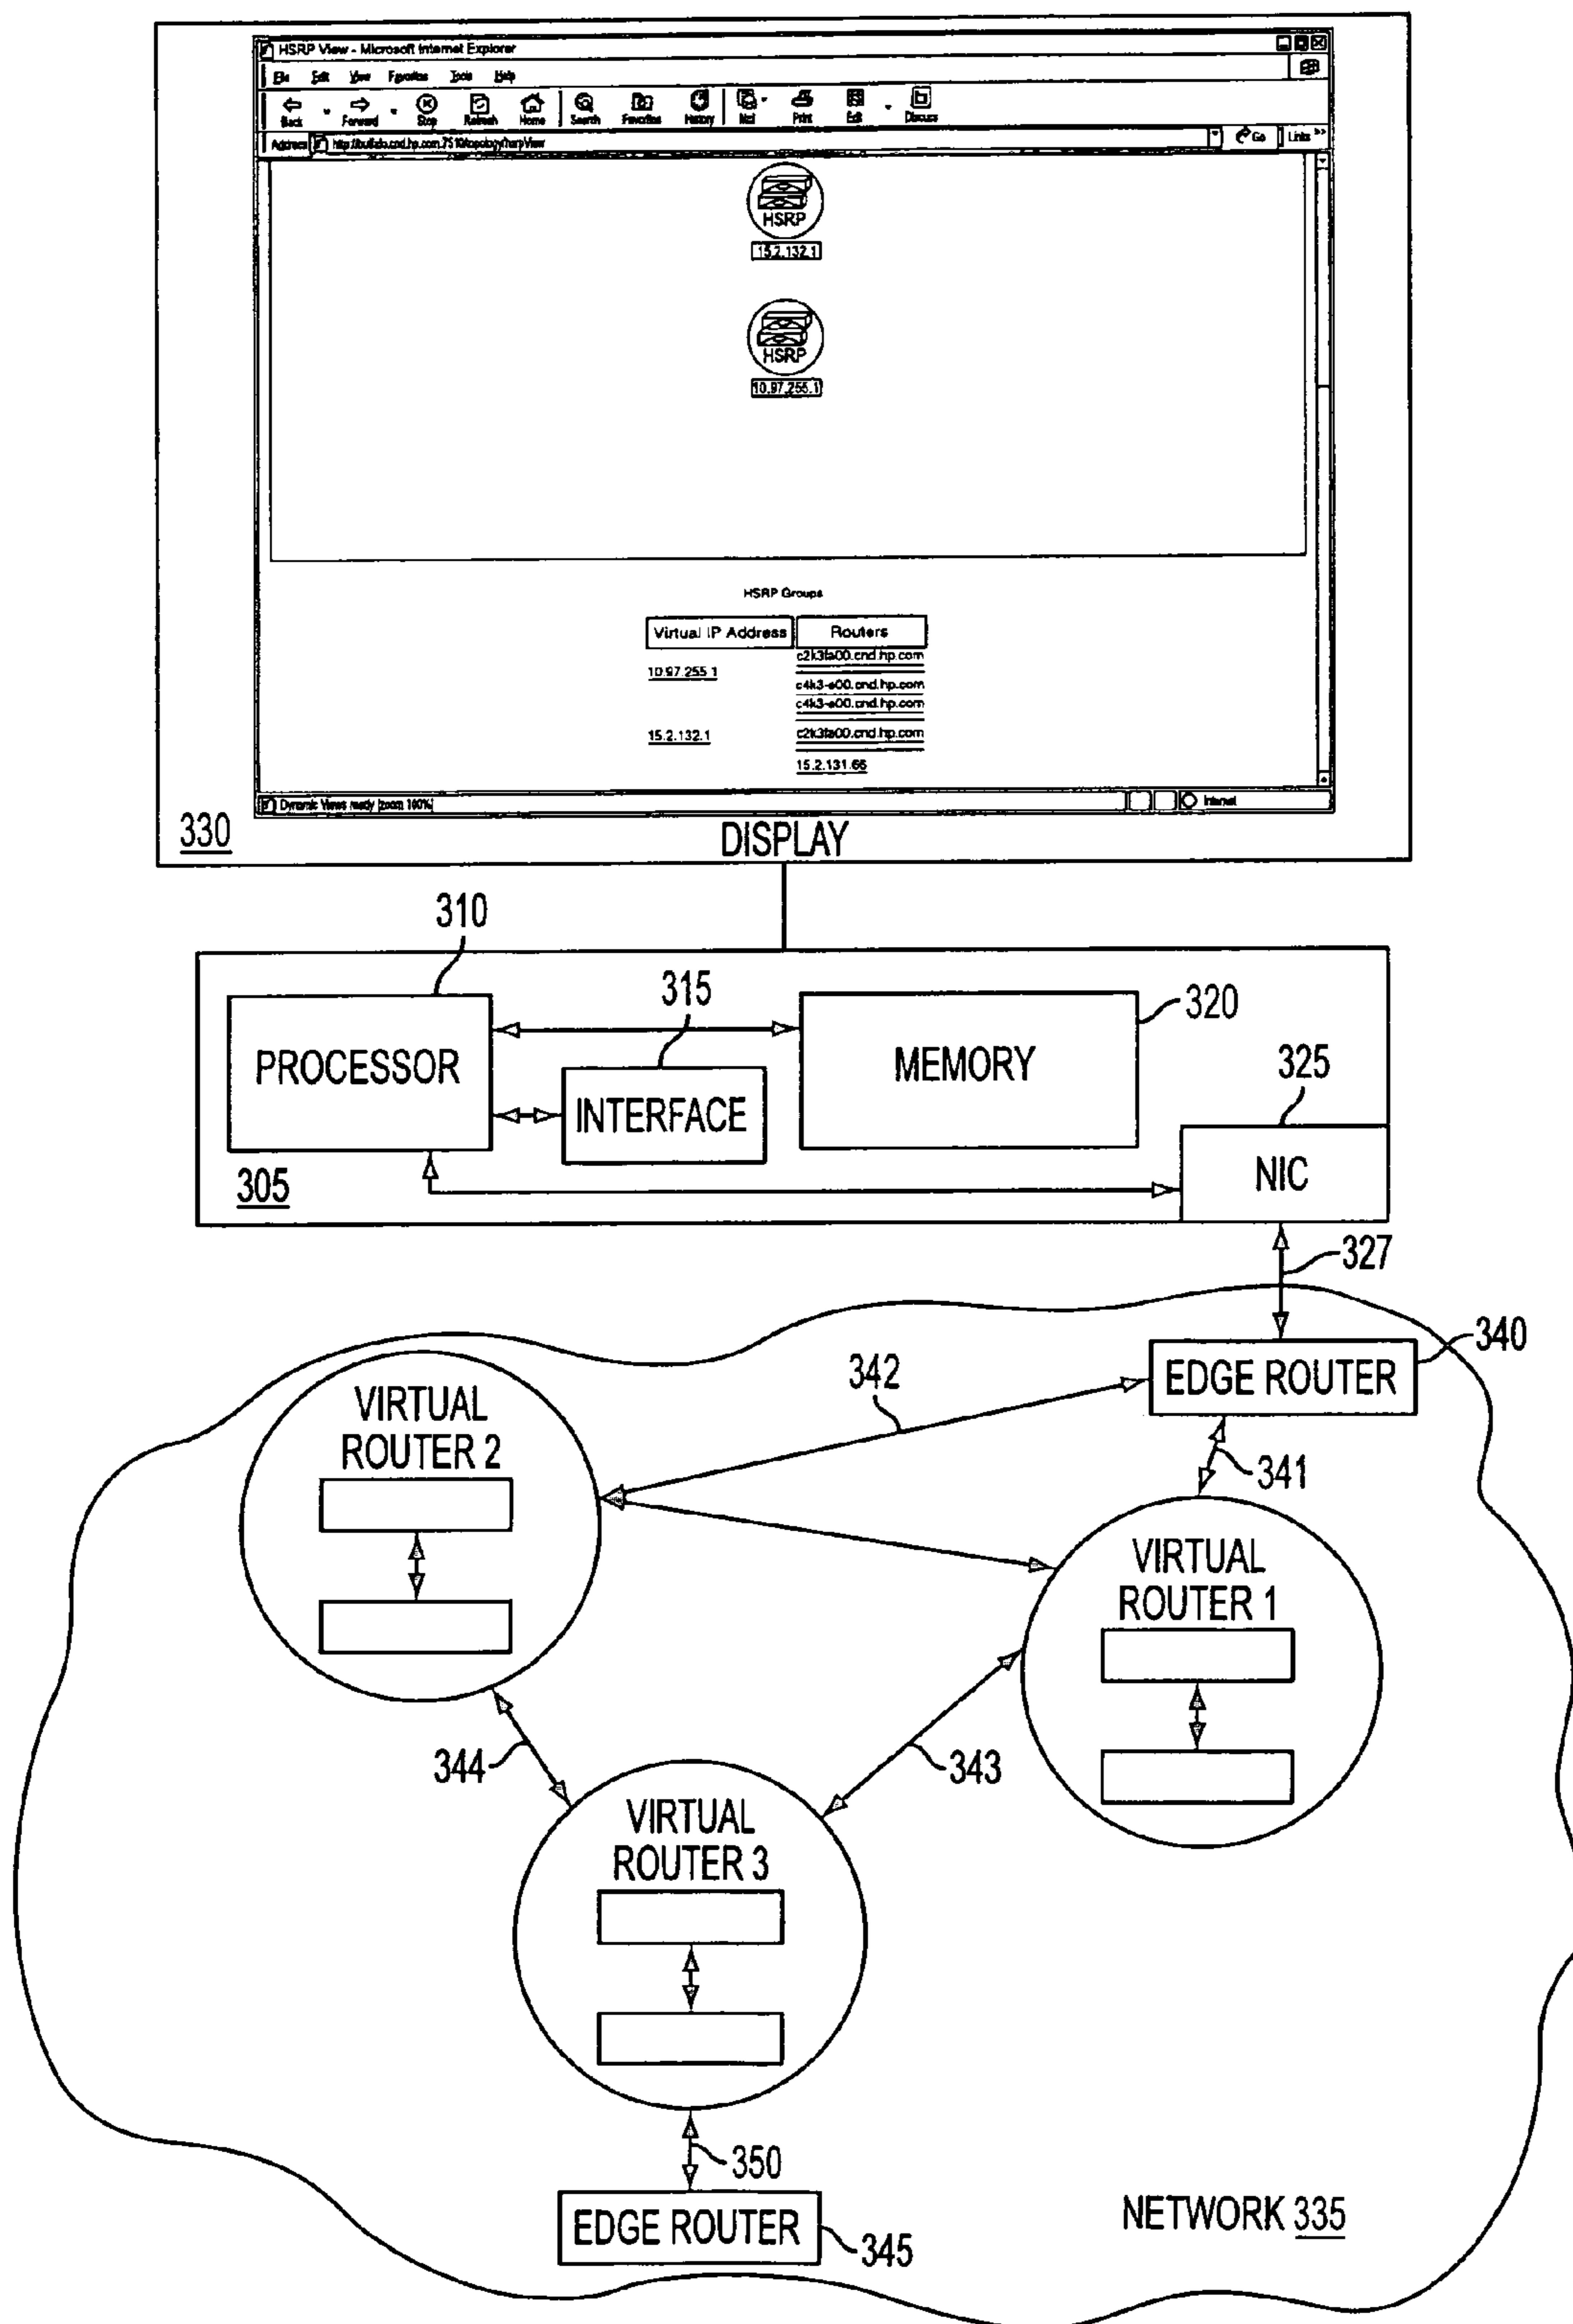 HSRP View - Microsoft Internet Explorer
File Edit View Favorites Tools Help
Back Forward Stop Refresh Home Search Favorites History Mail Print Edit Discuss
Address Go Links >>
HSRP
15.2.132.1
HSRP
10.97.255.1
HSRP Groups
Virtual IP Address Routers
c2k3fa00.cnd.hp.com
10.97.255.1
c4k3-e00.cnd.hp.com
c4k3-e00.cnd.hp.com
15.2.132.1 c2k3fa00.cnd.hp.com
15.2.131.66
Dynamic Views ready [zoom 100%] Internet
330 DISPLAY
310
315
320
PROCESSOR
MEMORY
325
INTERFACE
305
NIC
327
340
EDGE ROUTER
342
VIRTUAL
ROUTER 2
341
VIRTUAL
ROUTER 1
344
343
VIRTUAL
ROUTER 3
350
NETWORK 335
EDGE ROUTER
345